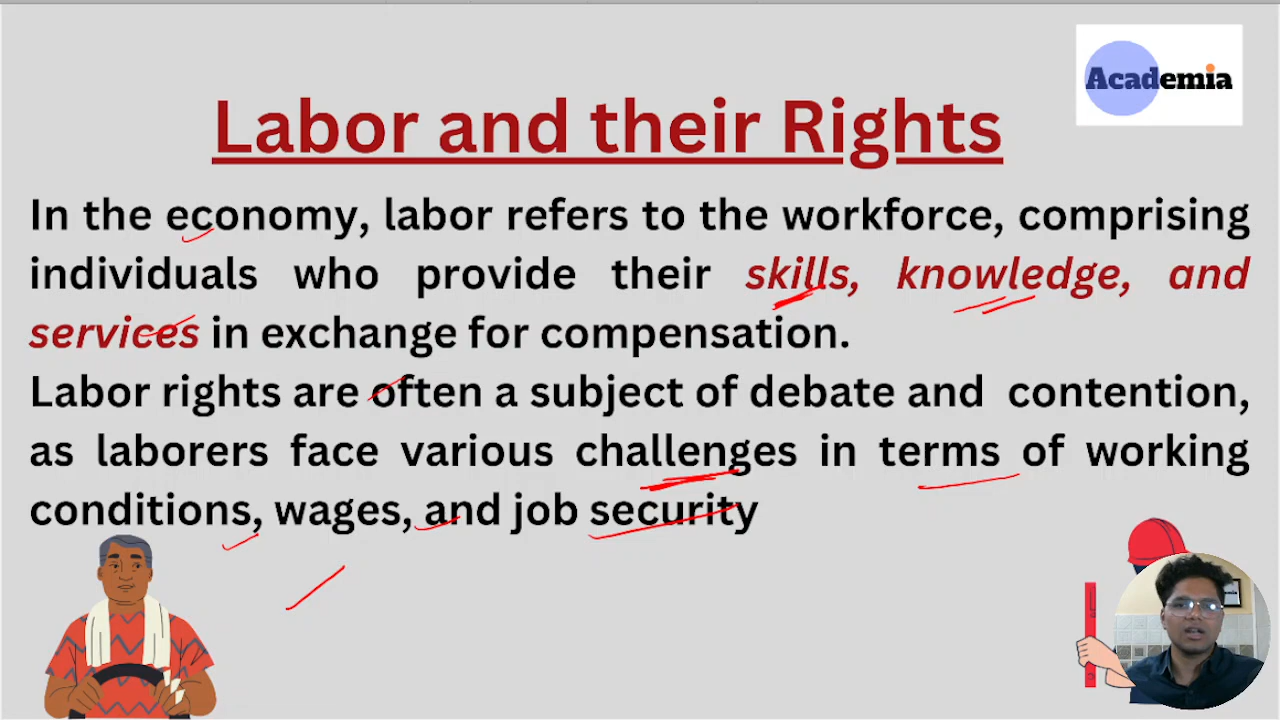 Academia
Labor and their Rights
In the economy, labor refers to the workforce, comprising
individuals who provide their skills, knowledge, and
services in exchange for compensation.
Labor rights are often a subject of debate and contention,
as laborers face various challenges in terms of working
conditions, wages, and job security